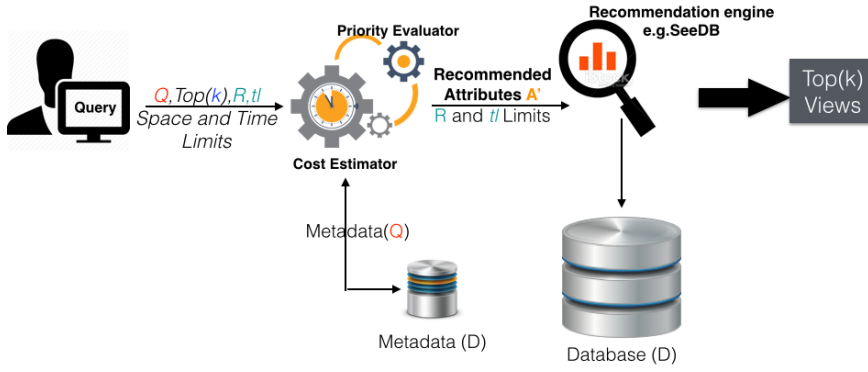 Recommendation engine
e.g.SeeDB
Priority Evaluator
Query
Q,Top(k),R,tl
Space and Time
Limits
Recommended
Attributes A'
R and tl Limits
Top(k)
Views
Cost Estimator
Metadata(Q)
Metadata (D)
Database (D)